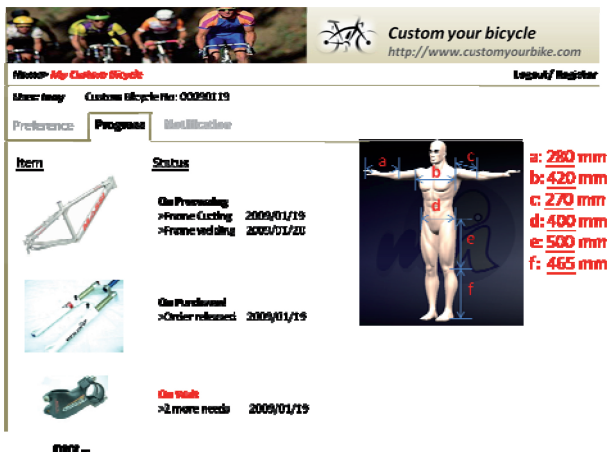 Custom your bicycle
http://www.customyourbike.com
Home> My Custom Bicycle
Logout/ Register
Custom Bicycle No: 00090119
Preference
Progress
Notification
Item
Status
On Processing
>Frame Cutting 2009/01/19
>Frame welding 2009/01/20
On Purchased
>Order released 2009/01/19
On Wait
>2 more needs 2009/01/19
more ...
a
b
c
d
e
f
a: 280 mm
b: 420 mm
c: 270 mm
d: 400 mm
e: 500 mm
f: 465 mm